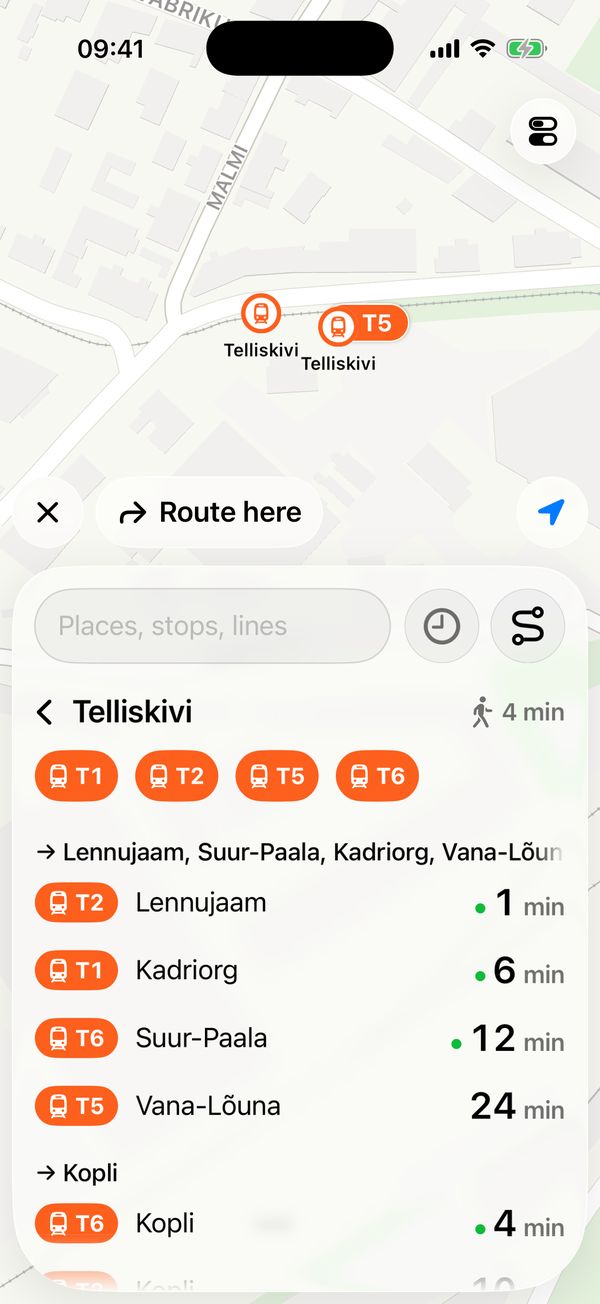 09:41
MALMI
T5
Telliskivi
Telliskivi
Route here
Places, stops, lines
Telliskivi
4 min
T1 T2 T5 T6
→ Lennujaam, Suur-Paala, Kadriorg, Vana-Lõun
T2 Lennujaam 1 min
T1 Kadriorg 6 min
T6 Suur-Paala 12 min
T5 Vana-Lõuna 24 min
→ Kopli
T6 Kopli 4 min
Kopli